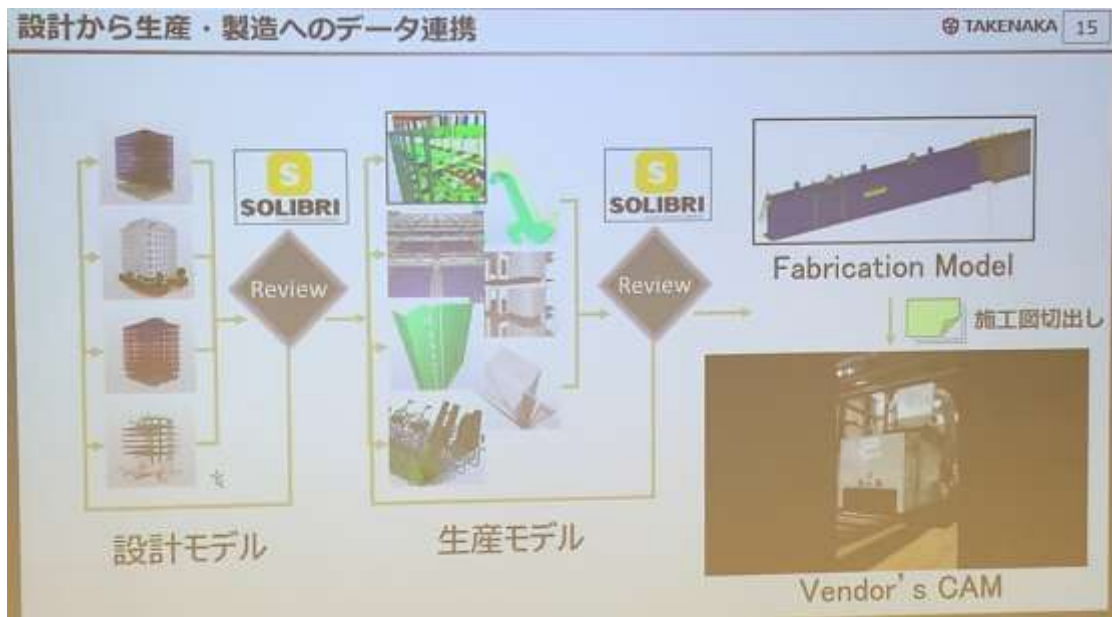 設計から生産・製造へのデータ連携
TAKENAKA 15
S
SOLIBRI
Review
設計モデル
生産モデル
S
SOLIBRI
Review
Fabrication Model
施工図切出し
Vendor's CAM